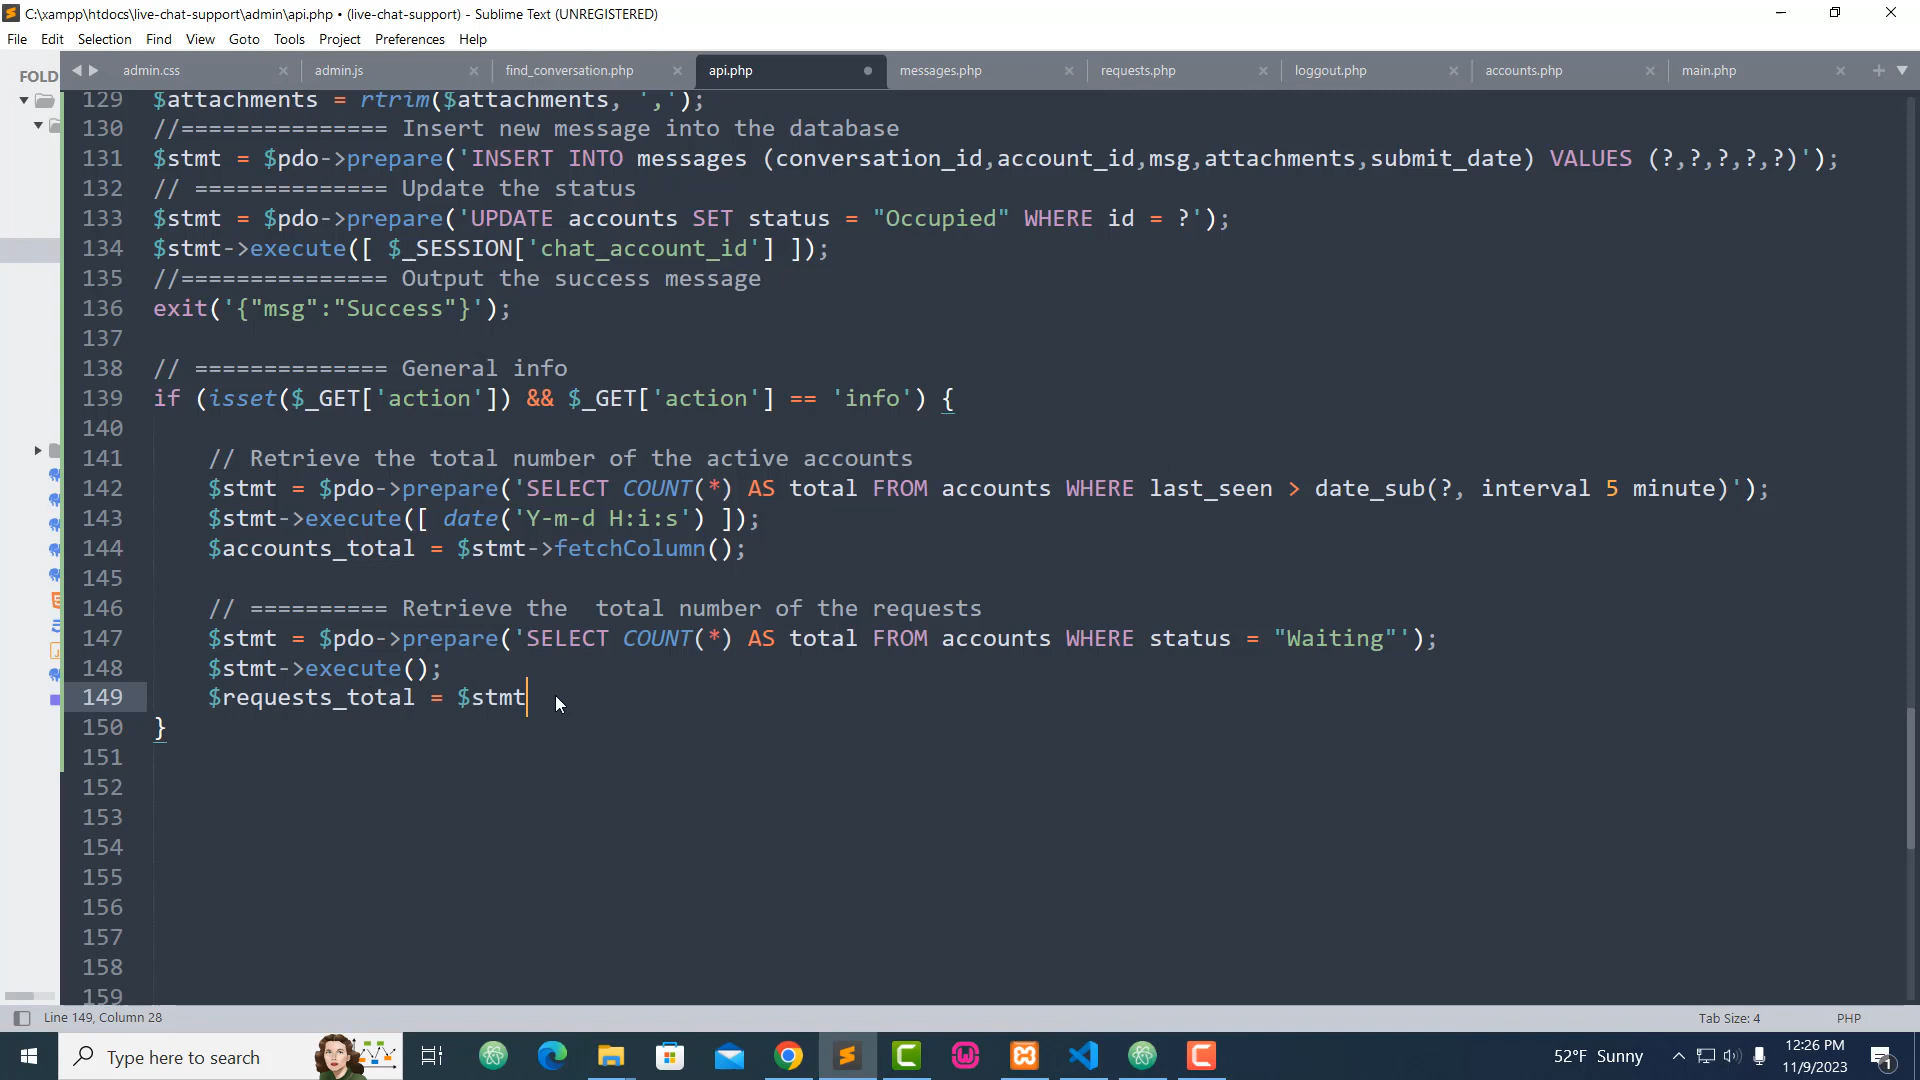 C:\xampp\htdocs\live-chat-support\admin\api.php • (live-chat-support) - Sublime Text (UNREGISTERED)
File Edit Selection Find View Goto Tools Project Preferences Help
FOLD
admin.css admin.js find_conversation.php api.php messages.php requests.php loggout.php accounts.php main.php
129 $attachments = rtrim($attachments, ',');
130 //=============== Insert new message into the database
131 $stmt = $pdo->prepare('INSERT INTO messages (conversation_id,account_id,msg,attachments,submit_date) VALUES (?,?,?,?,?)');
132 // ============== Update the status
133 $stmt = $pdo->prepare('UPDATE accounts SET status = "Occupied" WHERE id = ?');
134 $stmt->execute([ $_SESSION['chat_account_id'] ]);
135 //=============== Output the success message
136 exit('{"msg":"Success"}');
137
138 // ============== General info
139 if (isset($_GET['action']) && $_GET['action'] == 'info') {
140
141 // Retrieve the total number of the active accounts
142 $stmt = $pdo->prepare('SELECT COUNT(*) AS total FROM accounts WHERE last_seen > date_sub(?, interval 5 minute)');
143 $stmt->execute([ date('Y-m-d H:i:s') ]);
144 $accounts_total = $stmt->fetchColumn();
145
146 // ========== Retrieve the  total number of the requests
147 $stmt = $pdo->prepare('SELECT COUNT(*) AS total FROM accounts WHERE status = "Waiting"');
148 $stmt->execute();
149 $requests_total = $stmt
150 }
151
152
153
154
155
156
157
158
159
Line 149, Column 28 Tab Size: 4 PHP
Type here to search 52°F Sunny 12:26 PM
11/9/2023 1